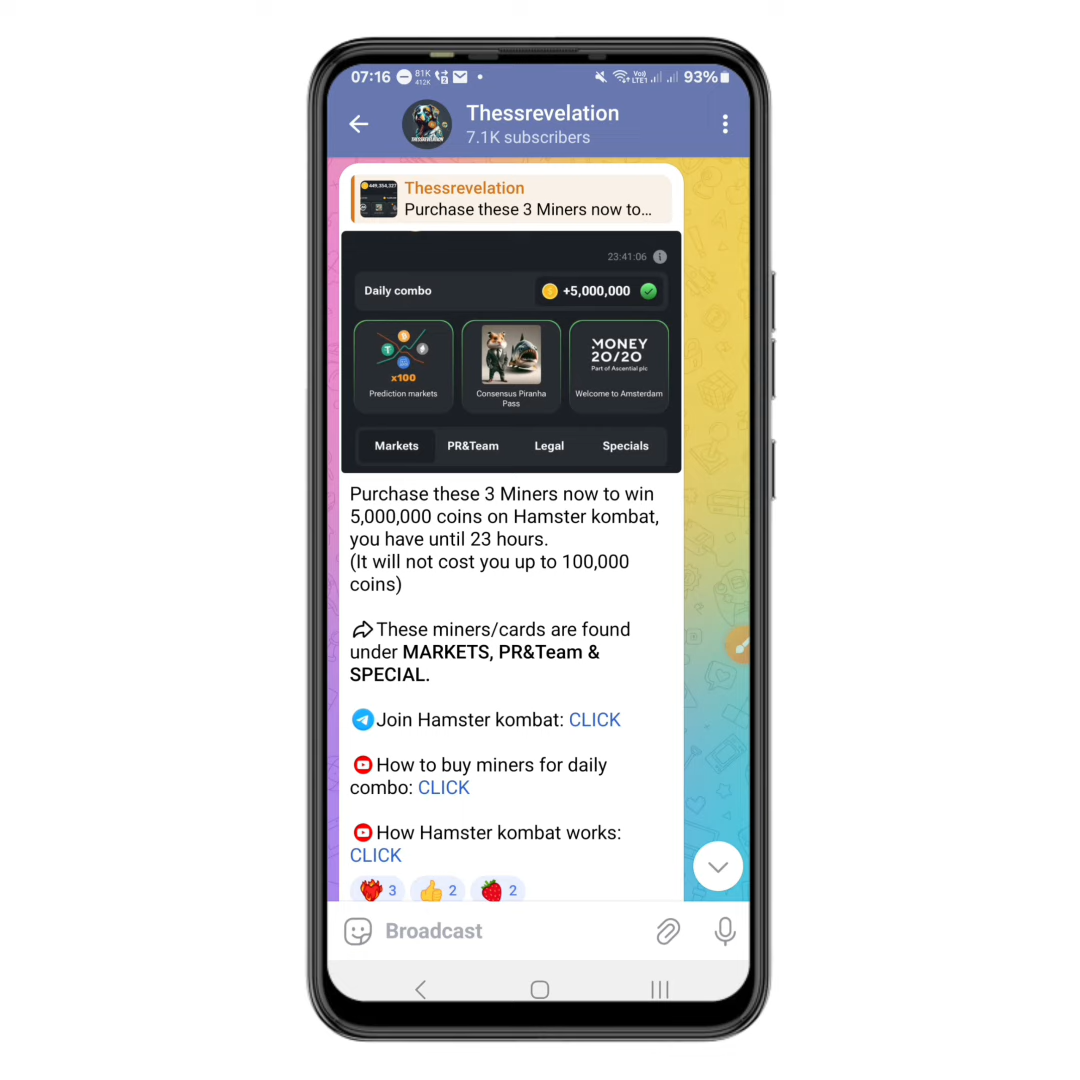 07:16 81K 412K Vo) LTE1 93%
Thessrevelation
7.1K subscribers
Thessrevelation
Purchase these 3 Miners now to...
23:41:06
Daily combo +5,000,000
x100
Prediction markets
Consensus Piranha
Pass
MONEY
20/20
Part of Ascential plc
Welcome to Amsterdam
Markets PR&Team Legal Specials
Purchase these 3 Miners now to win
5,000,000 coins on Hamster kombat,
you have until 23 hours.
(It will not cost you up to 100,000
coins)
These miners/cards are found
under MARKETS, PR&Team &
SPECIAL.
Join Hamster kombat: CLICK
How to buy miners for daily
combo: CLICK
How Hamster kombat works:
CLICK
3 2 2
Broadcast